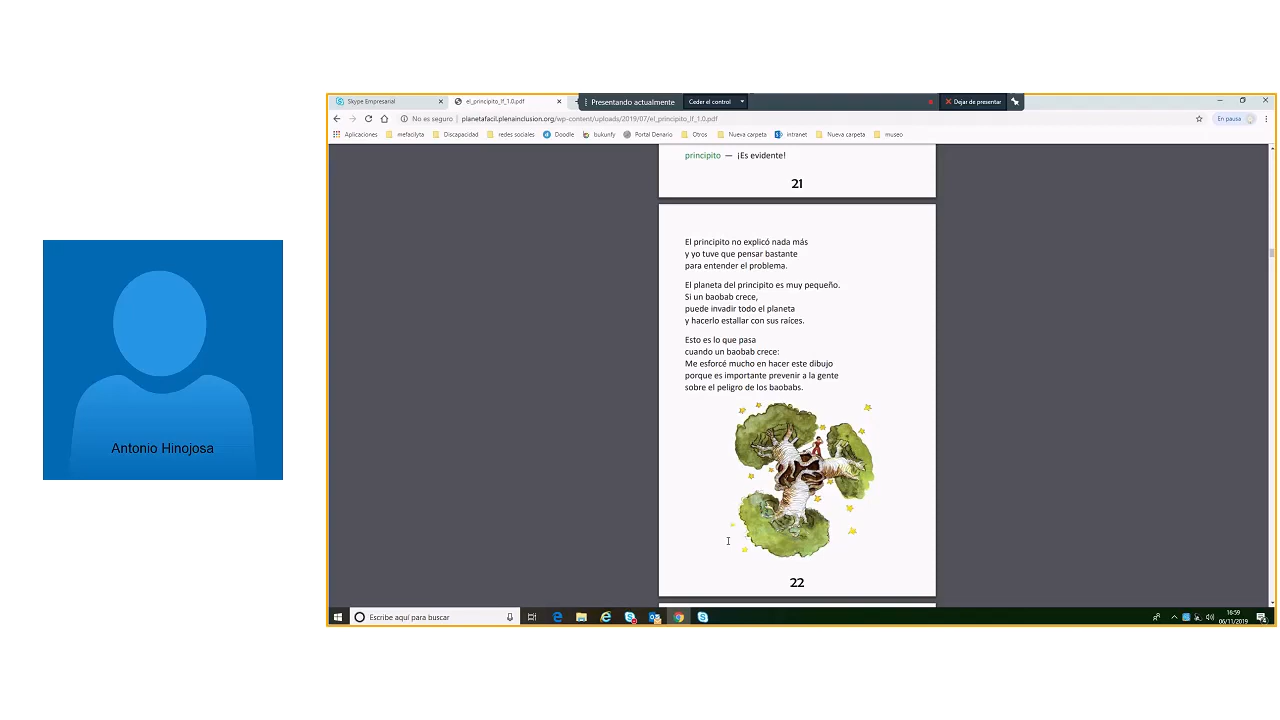 Antonio Hinojosa
Skype Empresarial
el_principito_lf_1.0.pdf
Presentando actualmente
Ceder el control
Dejar de presentar
No es seguro | planetafacil.plenainclusion.org/wp-content/uploads/2019/07/el_principito_lf_1.0.pdf
En pausa
Aplicaciones
mefacilyta
Discapacidad
redes sociales
Doodle
bukunfy
Portal Denario
Otros
Nueva carpeta
intranet
Nueva carpeta
museo
principito — ¡Es evidente!
21
El principito no explicó nada más
y yo tuve que pensar bastante
para entender el problema.
El planeta del principito es muy pequeño.
Si un baobab crece,
puede invadir todo el planeta
y hacerlo estallar con sus raíces.
Esto es lo que pasa
cuando un baobab crece:
Me esforcé mucho en hacer este dibujo
porque es importante prevenir a la gente
sobre el peligro de los baobabs.
22
Escribe aquí para buscar
16:59
06/11/2019